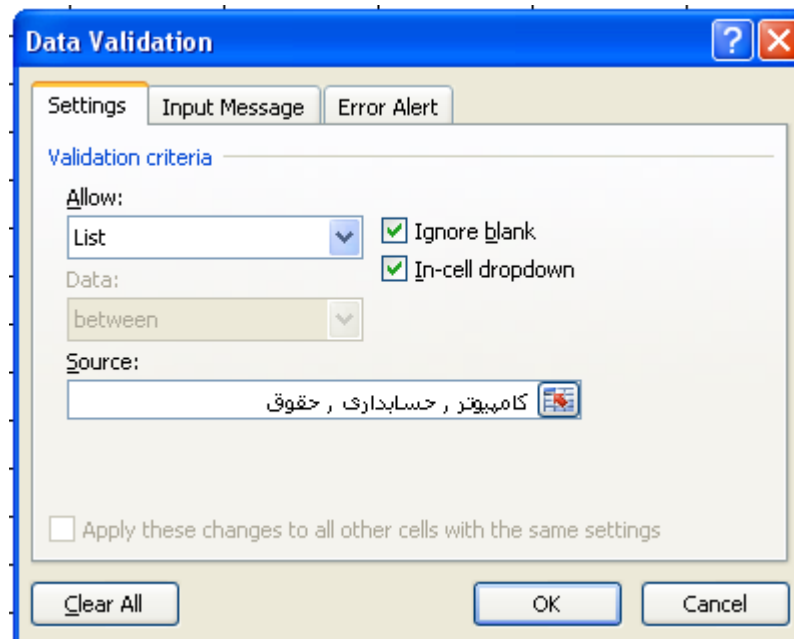 Data Validation
Settings Input Message Error Alert
Validation criteria
Allow:
List
Ignore blank
In-cell dropdown
Data:
between
Source:
کامپیوتر , حسابداری , حقوق
Apply these changes to all other cells with the same settings
Clear All OK Cancel